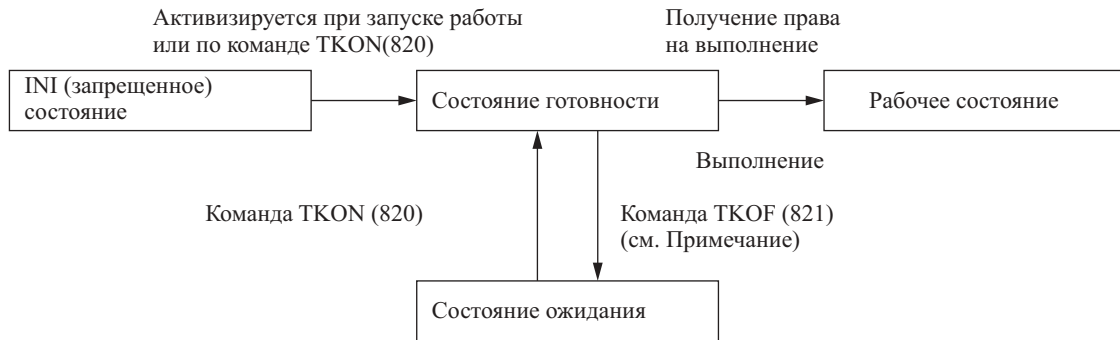 Активизируется при запуске работы
или по команде TKON(820)
Получение права
на выполнение
INI (запрещенное)
состояние
Состояние готовности
Рабочее состояние
Выполнение
Команда TKON (820)
Команда TKOF (821)
(см. Примечание)
Состояние ожидания